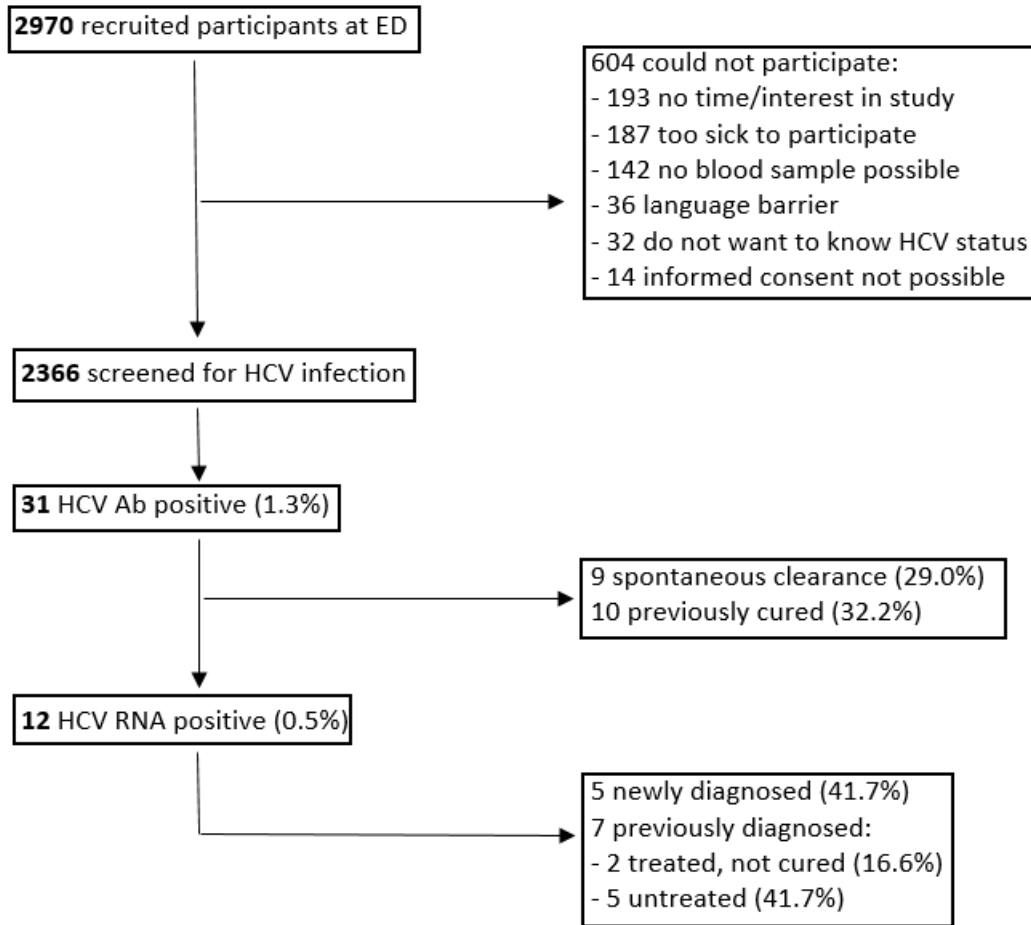 2970 recruited participants at ED
604 could not participate:
- 193 no time/interest in study
- 187 too sick to participate
- 142 no blood sample possible
- 36 language barrier
- 32 do not want to know HCV status
- 14 informed consent not possible
2366 screened for HCV infection
31 HCV Ab positive (1.3%)
9 spontaneous clearance (29.0%)
10 previously cured (32.2%)
12 HCV RNA positive (0.5%)
5 newly diagnosed (41.7%)
7 previously diagnosed:
- 2 treated, not cured (16.6%)
- 5 untreated (41.7%)